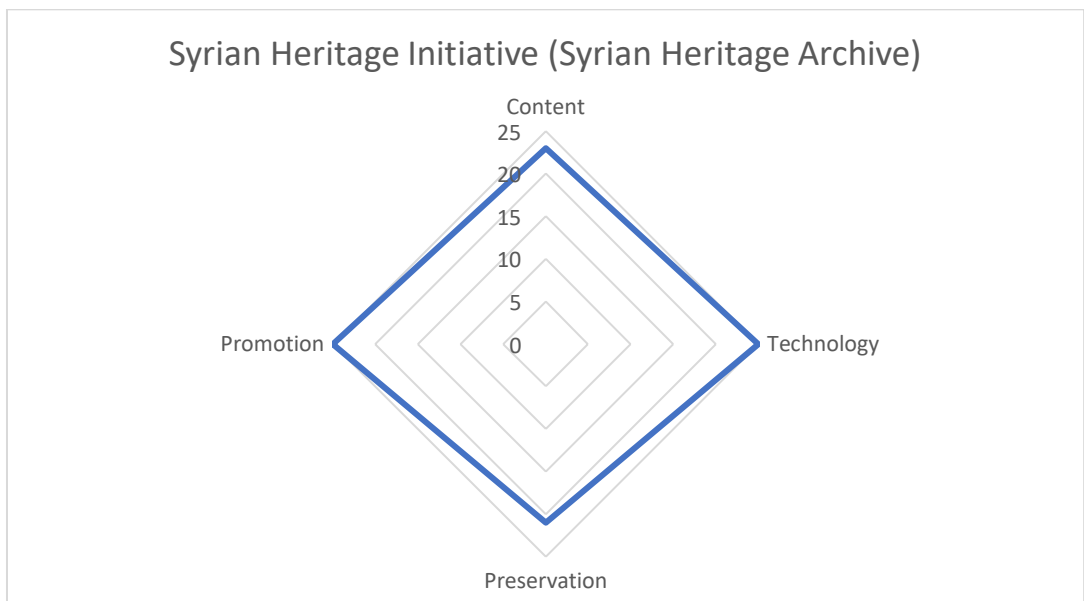 Syrian Heritage Initiative (Syrian Heritage Archive)
Content
25
20
15
10
5
0
Promotion
Technology
Preservation